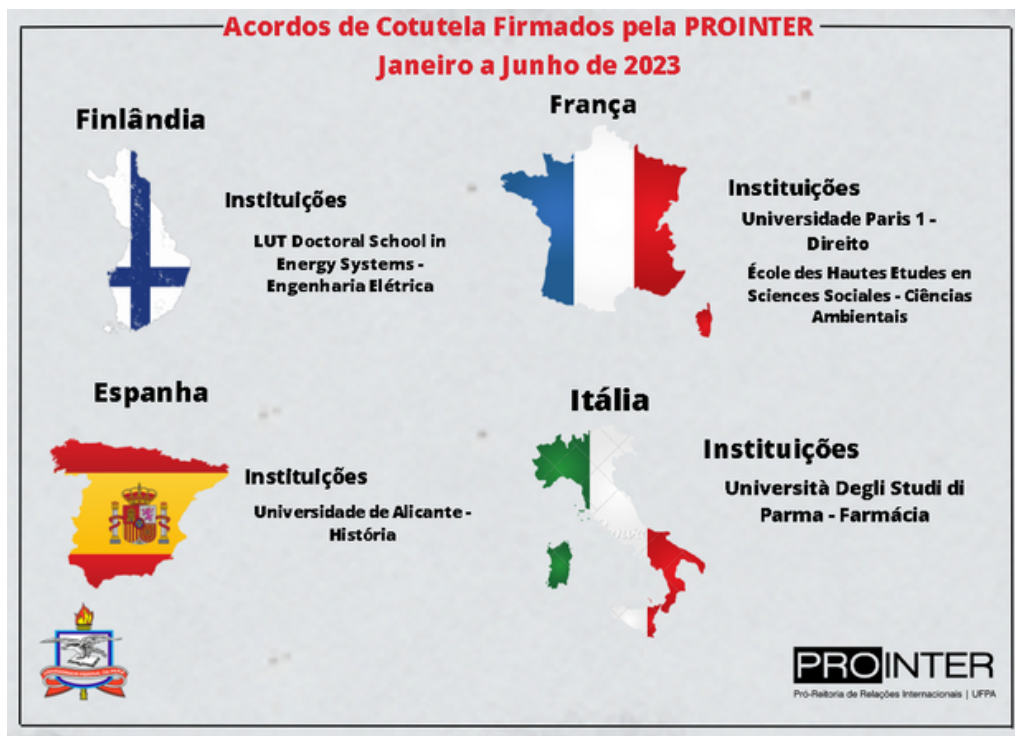 Acordos de Cotutela Firmados pela PROINTER
Janeiro a Junho de 2023
Finlândia
Instituições
LUT Doctoral School in
Energy Systems -
Engenharia Elétrica
França
Instituições
Universidade Paris 1 -
Direito
École des Hautes Etudes en
Sciences Sociales - Ciências
Ambientais
Espanha
Instituições
Universidade de Alicante -
História
Itália
Instituições
Università Degli Studi di
Parma - Farmácia
PROINTER
Pró-Reitoria de Relações Internacionais | UFPA